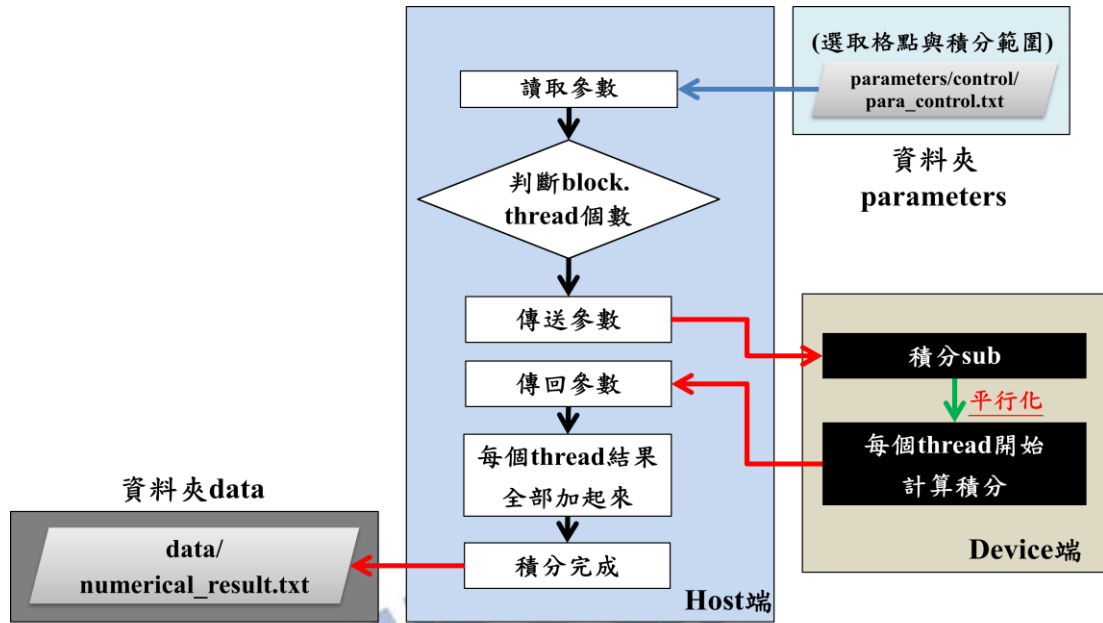 (選取格點與積分範圍)
parameters/control/
para_control.txt
資料夾
parameters
讀取參數
判斷block.
thread個數
傳送參數
傳回參數
每個thread結果
全部加起來
積分完成
Host端
積分sub
平行化
每個thread開始
計算積分
Device端
資料夾data
data/
numerical_result.txt